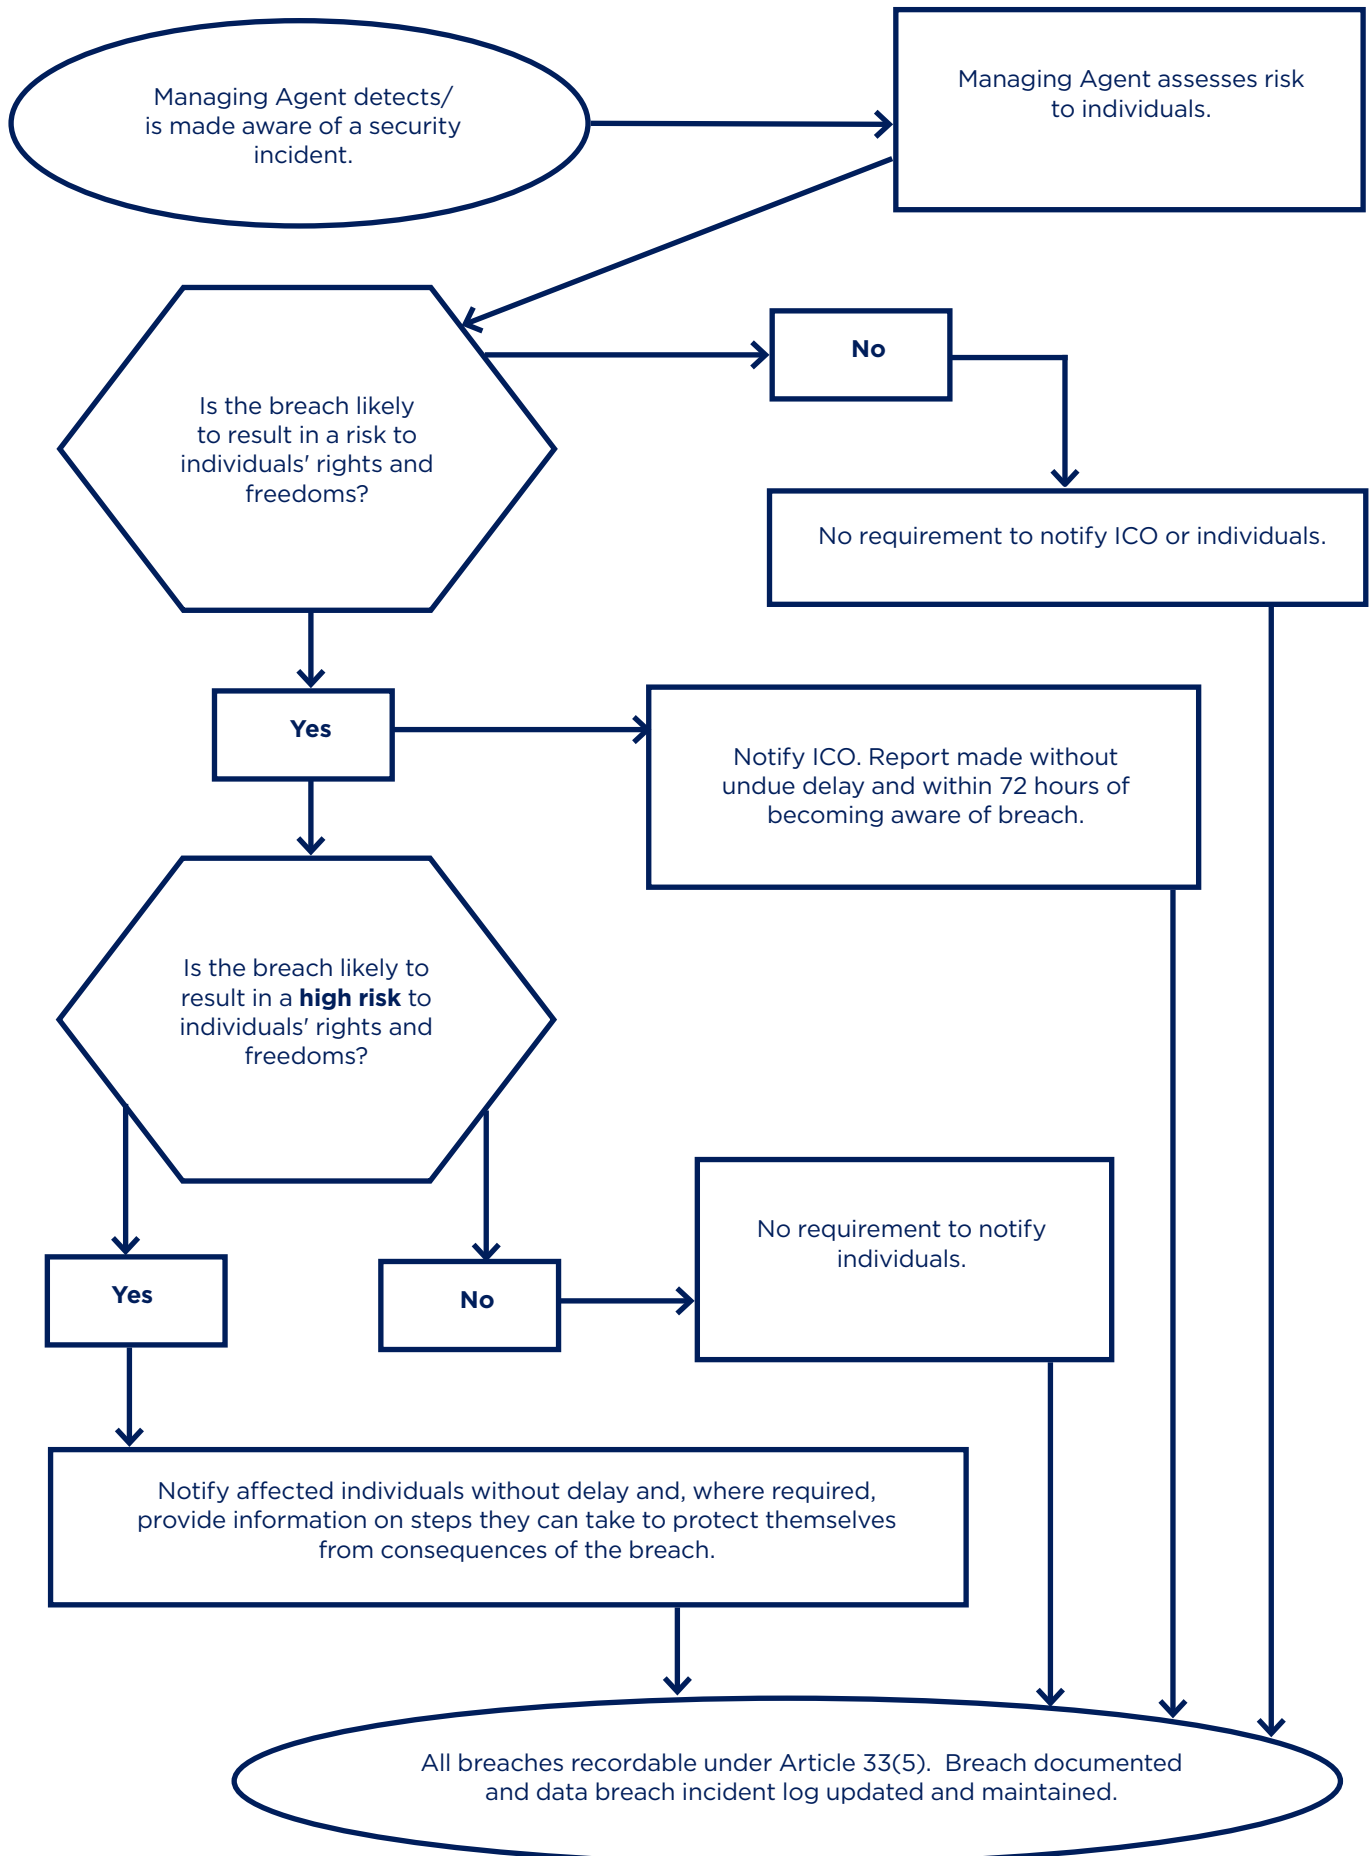 Managing Agent detects/
is made aware of a security
incident.
Managing Agent assesses risk
to individuals.
Is the breach likely
to result in a risk to
individuals' rights and
freedoms?
No
No requirement to notify ICO or individuals.
Yes
Notify ICO. Report made without
undue delay and within 72 hours of
becoming aware of breach.
Is the breach likely to
result in a high risk to
individuals' rights and
freedoms?
Yes
No
No requirement to notify
individuals.
Notify affected individuals without delay and, where required,
provide information on steps they can take to protect themselves
from consequences of the breach.
All breaches recordable under Article 33(5).  Breach documented
and data breach incident log updated and maintained.